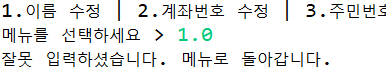 1.이름 수정 | 2.계좌번호 수정 | 3.주민번호
메뉴를 선택하세요 > 1.0
잘못 입력하셨습니다. 메뉴로 돌아갑니다.